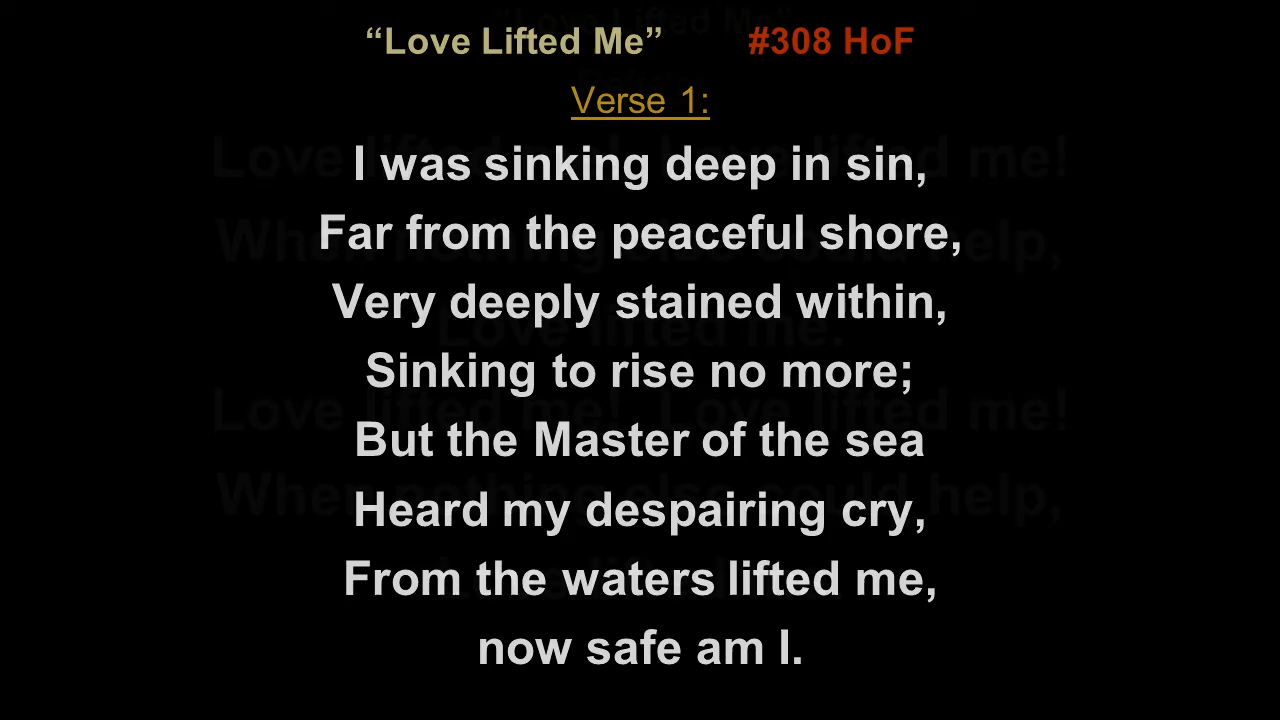 “Love Lifted Me” #308 HoF
Verse 1:
I was sinking deep in sin,
Far from the peaceful shore,
Very deeply stained within,
Sinking to rise no more;
But the Master of the sea
Heard my despairing cry,
From the waters lifted me,
now safe am I.